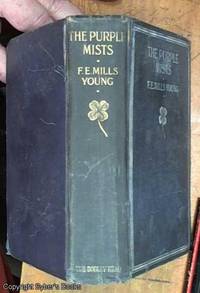 THE PURPLE
MISTS
F.E. MILLS
YOUNG
THE BODLEY HEAD
THE PURPLE
MISTS
F.E. MILLS YOUNG
Copyright Syber's Books